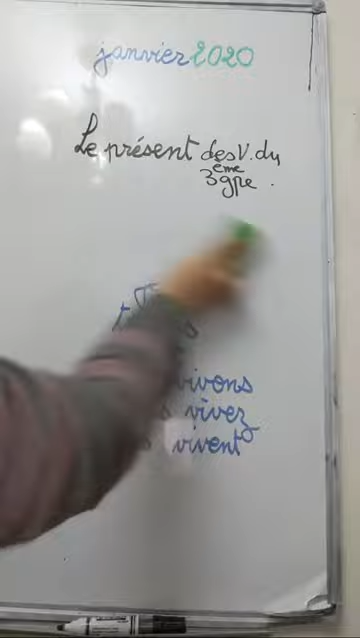 janvier 2020
Le présent des V. du
3ème gpe.
vivons
vivez
vivent